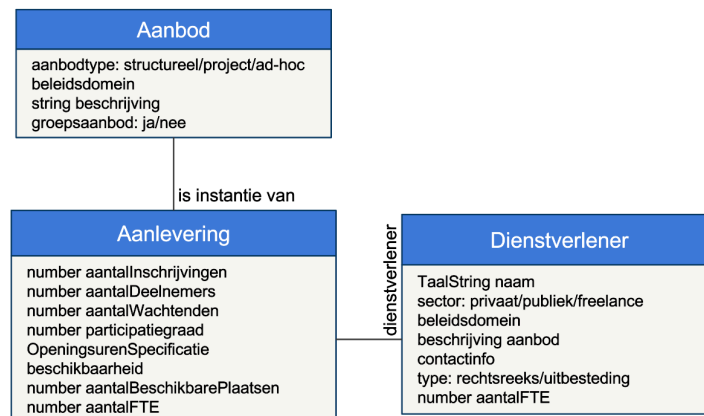 Aanbod
aanbodtype: structureel/project/ad-hoc
beleidsdomein
string beschrijving
groepsaanbod: ja/nee
is instantie van
Aanlevering
number aantalInschrijvingen
number aantalDeelnemers
number aantalWachtenden
number participatiegraad
OpeningsurenSpecificatie
beschikbaarheid
number aantalBeschikbarePlaatsen
number aantalFTE
dienstverlener
Dienstverlener
TaalString naam
sector: privaat/publiek/freelance
beleidsdomein
beschrijving aanbod
contactinfo
type: rechtsreeks/uitbesteding
number aantalFTE